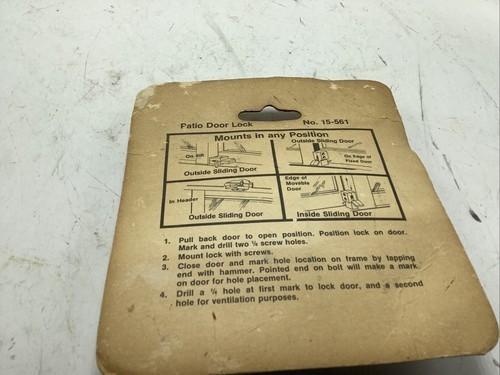 Patio Door Lock No. 15-561
Mounts in any Position
On Sill
Outside Sliding Door
Outside Sliding Door
On Edge of
Fixed Door
In Header
Outside Sliding Door
Edge of
Movable
Door
Inside Sliding Door
1. Pull back door to open position. Position lock on door.
Mark and drill two ⅛ screw holes.
2. Mount lock with screws.
3. Close door and mark hole location on frame by tapping
end with hammer. Pointed end on bolt will make a mark
on door for hole placement.
4. Drill a hole at first mark to lock door, and a second
hole for ventilation purposes.